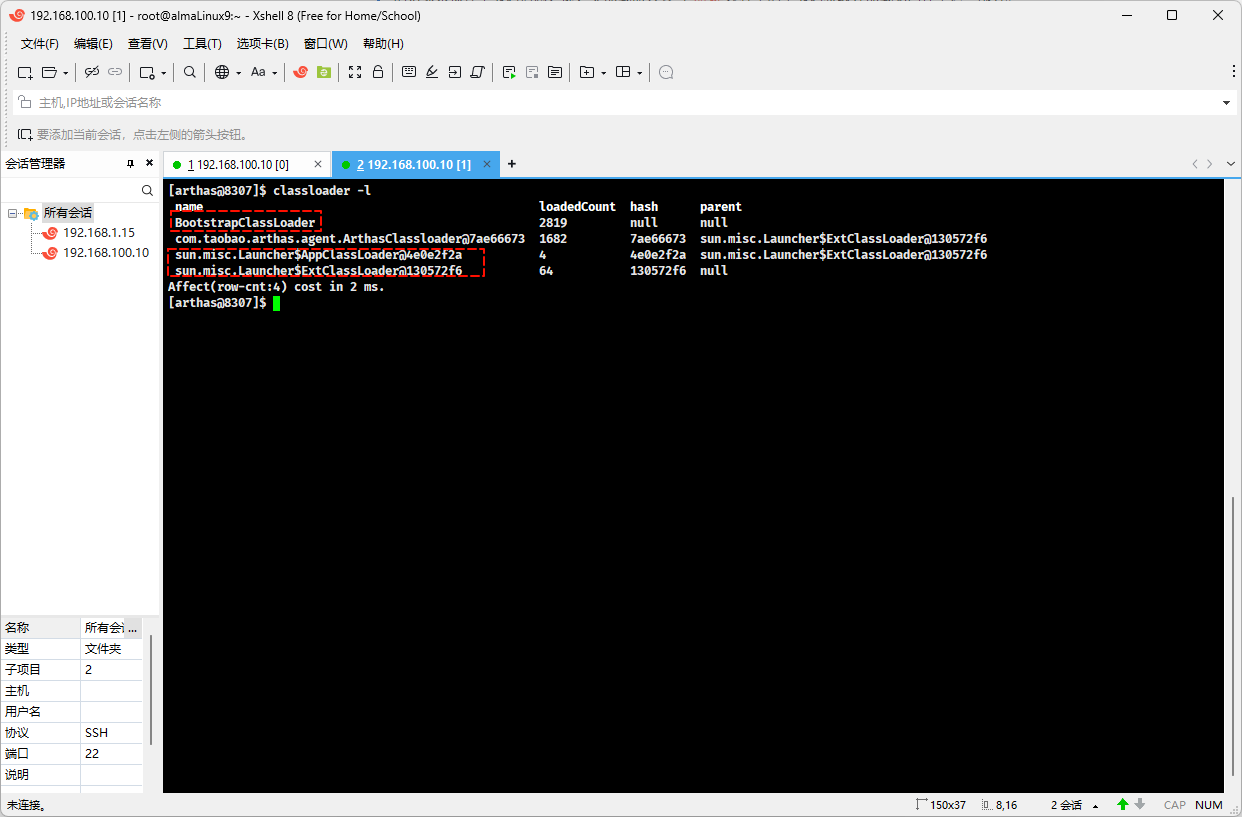 192.168.100.10 [1] - root@almaLinux9:~ - Xshell 8 (Free for Home/School)
文件(F) 编辑(E) 查看(V) 工具(T) 选项卡(B) 窗口(W) 帮助(H)
Aa
主机,IP地址或会话名称
要添加当前会话，点击左侧的箭头按钮。
会话管理器
1 192.168.100.10 [0]
2 192.168.100.10 [1]
所有会话
192.168.1.15
192.168.100.10
[arthas@8307]$ classloader -l
name loadedCount hash parent
BootstrapClassLoader 2819 null null
com.taobao.arthas.agent.ArthasClassloader@7ae66673 1682 7ae66673 sun.misc.Launcher$ExtClassLoader@130572f6
sun.misc.Launcher$AppClassLoader@4e0e2f2a 4 4e0e2f2a sun.misc.Launcher$ExtClassLoader@130572f6
sun.misc.Launcher$ExtClassLoader@130572f6 64 130572f6 null
Affect(row-cnt:4) cost in 2 ms.
[arthas@8307]$
名称 所有会i ...
类型 文件夹
子项目 2
主机
用户名
协议 SSH
端口 22
说明
未连接。
150x37 8,16 2 会话 CAP NUM